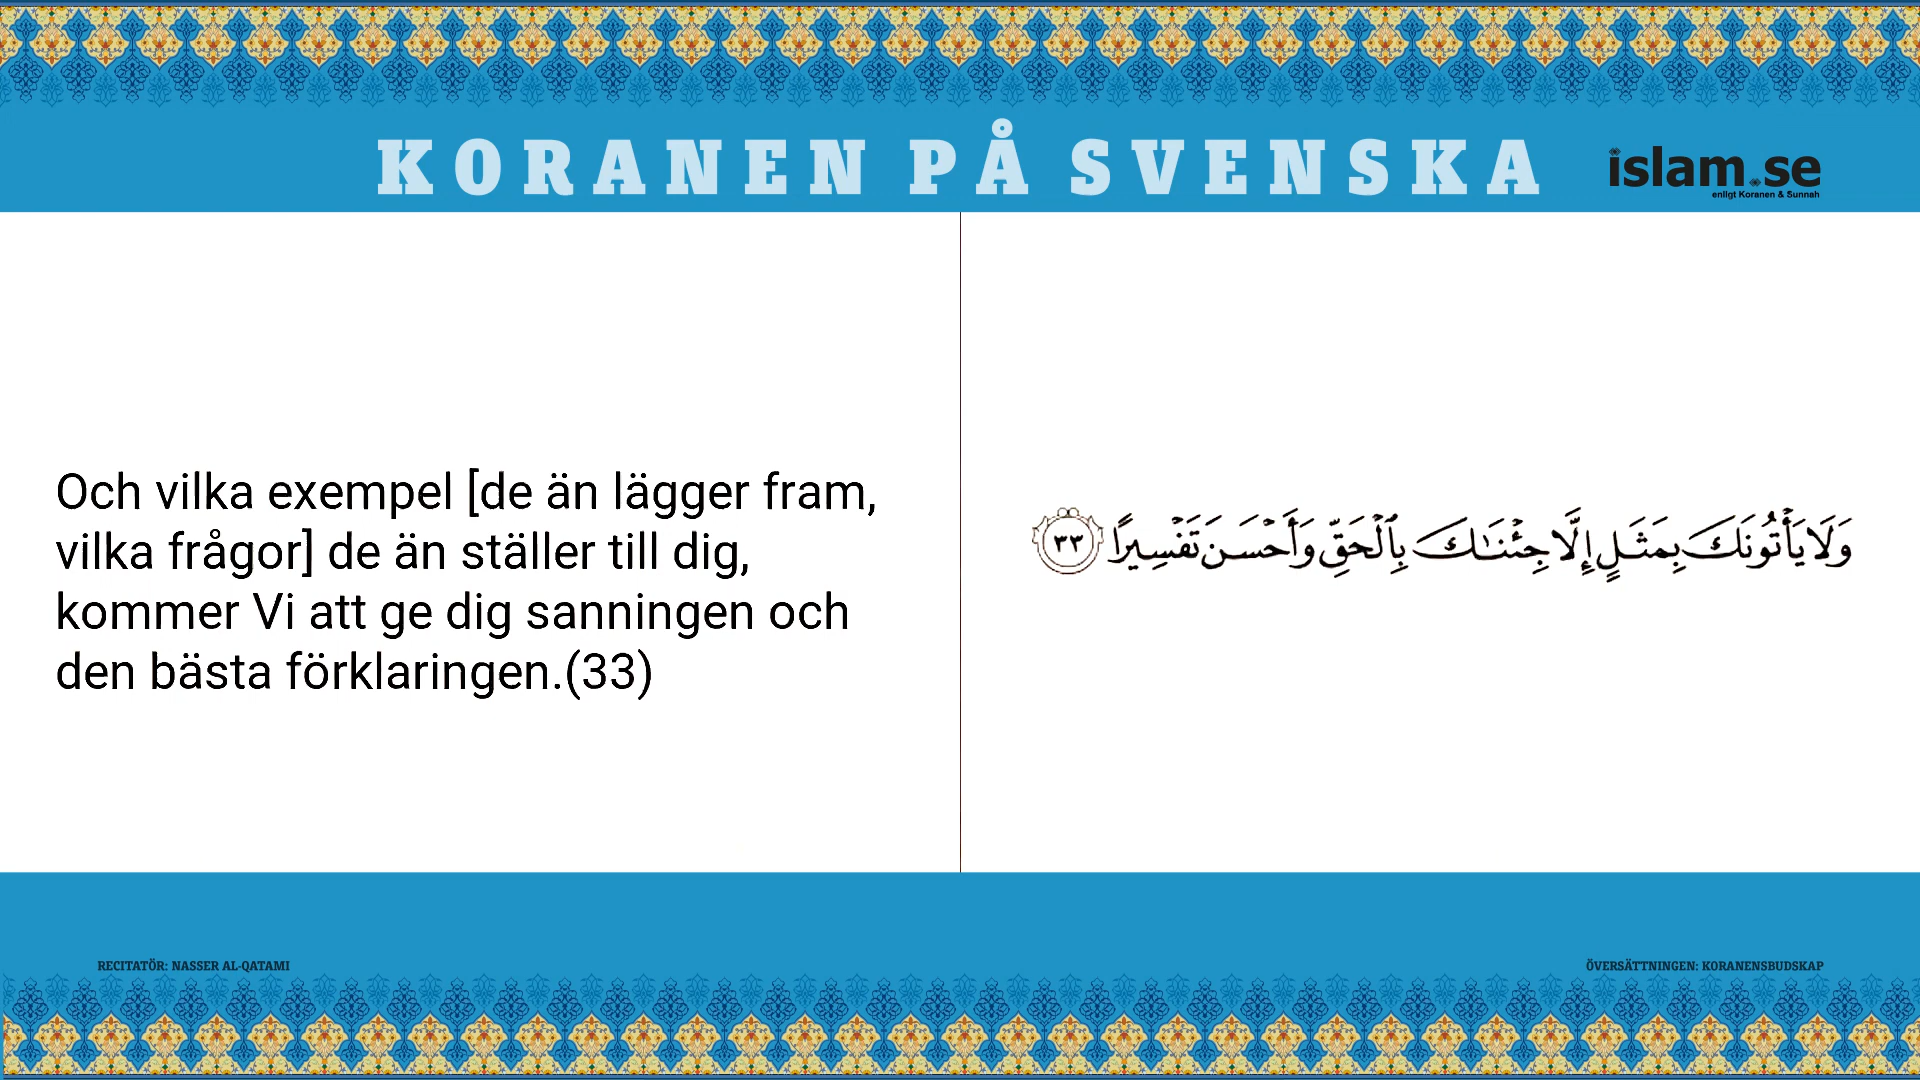 KORANEN PÅ SVENSKA
islam.se
enligt Koranen & Sunnah
Och vilka exempel [de än lägger fram,
vilka frågor] de än ställer till dig,
kommer Vi att ge dig sanningen och
den bästa förklaringen.(33)
وَلَا يَأْتُونَكَ بِمَثَلٍ إِلَّا جِئْنَٰكَ بِٱلْحَقِّ وَأَحْسَنَ تَفْسِيرًا ٣٣
RECITATÖR: NASSER AL-QATAMI
ÖVERSÄTTNINGEN: KORANENSBUDSKAP